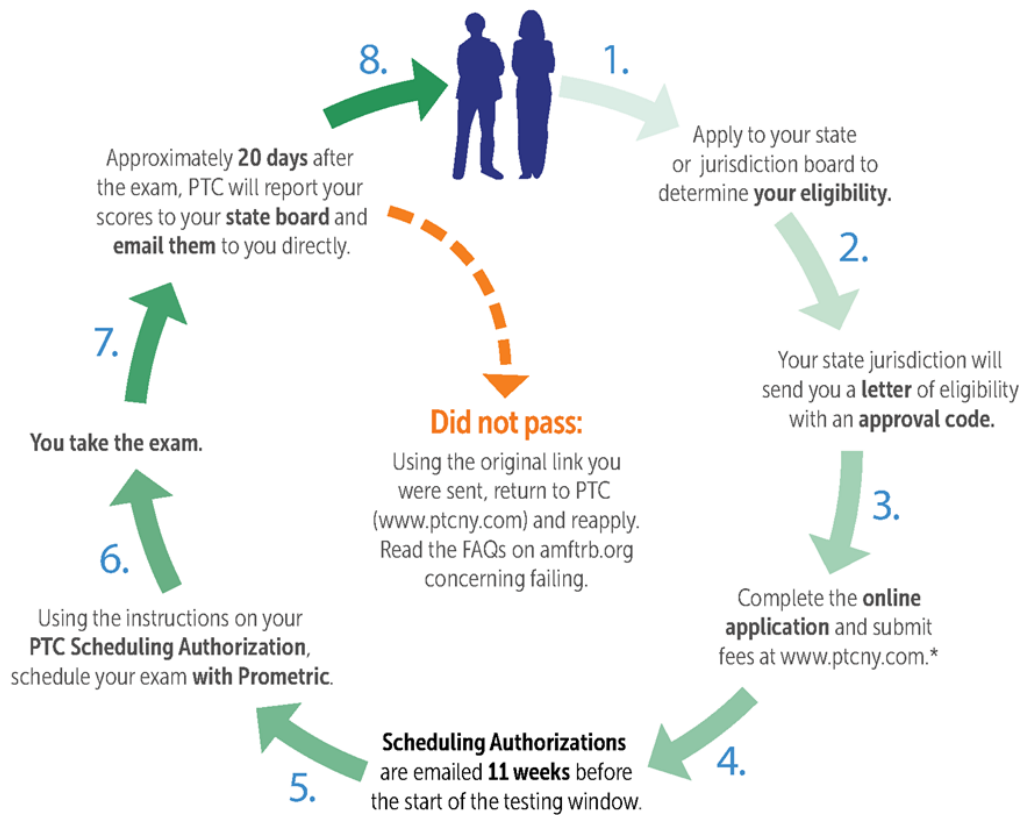 1.
Apply to your state
or jurisdiction board to
determine your eligibility.
2.
Your state jurisdiction will
send you a letter of eligibility
with an approval code.
3.
Complete the online
application and submit
fees at www.ptcny.com.*
4.
Scheduling Authorizations
are emailed 11 weeks before
the start of the testing window.
5.
Using the instructions on your
PTC Scheduling Authorization,
schedule your exam with Prometric.
6.
You take the exam.
7.
Approximately 20 days after
the exam, PTC will report your
scores to your state board and
email them to you directly.
8.
Did not pass:
Using the original link you
were sent, return to PTC
(www.ptcny.com) and reapply.
Read the FAQs on amftrb.org
concerning failing.